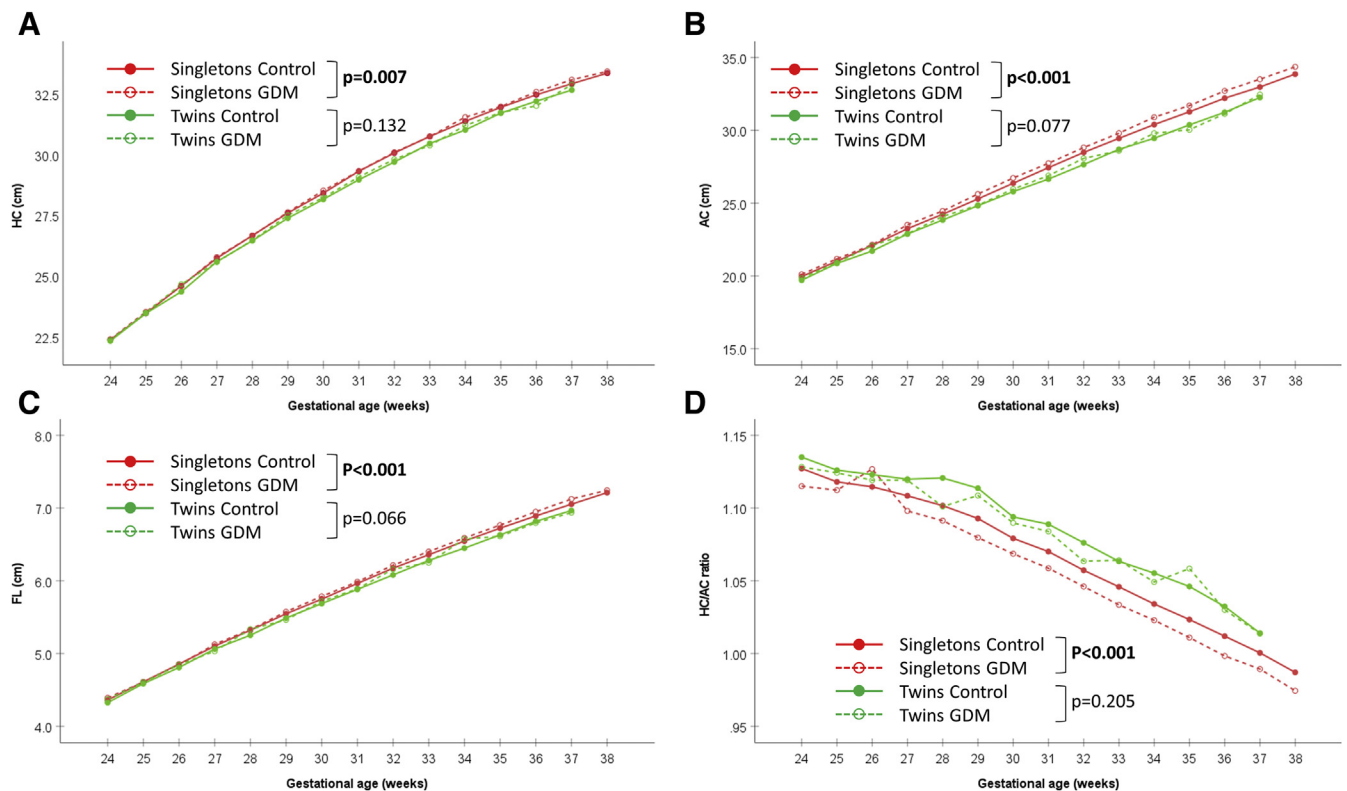 A
HC (cm)
32.5
30.0
27.5
25.0
22.5
Singletons Control
Singletons GDM
p=0.007
Twins Control
Twins GDM
p=0.132
24 25 26 27 28 29 30 31 32 33 34 35 36 37 38
Gestational age (weeks)
B
AC (cm)
35.0
30.0
25.0
20.0
15.0
Singletons Control
Singletons GDM
p<0.001
Twins Control
Twins GDM
p=0.077
24 25 26 27 28 29 30 31 32 33 34 35 36 37 38
Gestational age (weeks)
C
FL (cm)
8.0
7.0
6.0
5.0
4.0
Singletons Control
Singletons GDM
P<0.001
Twins Control
Twins GDM
p=0.066
24 25 26 27 28 29 30 31 32 33 34 35 36 37 38
Gestational age (weeks)
D
HC/AC ratio
1.15
1.10
1.05
1.00
.95
Singletons Control
Singletons GDM
P<0.001
Twins Control
Twins GDM
p=0.205
24 25 26 27 28 29 30 31 32 33 34 35 36 37 38
Gestational age (weeks)